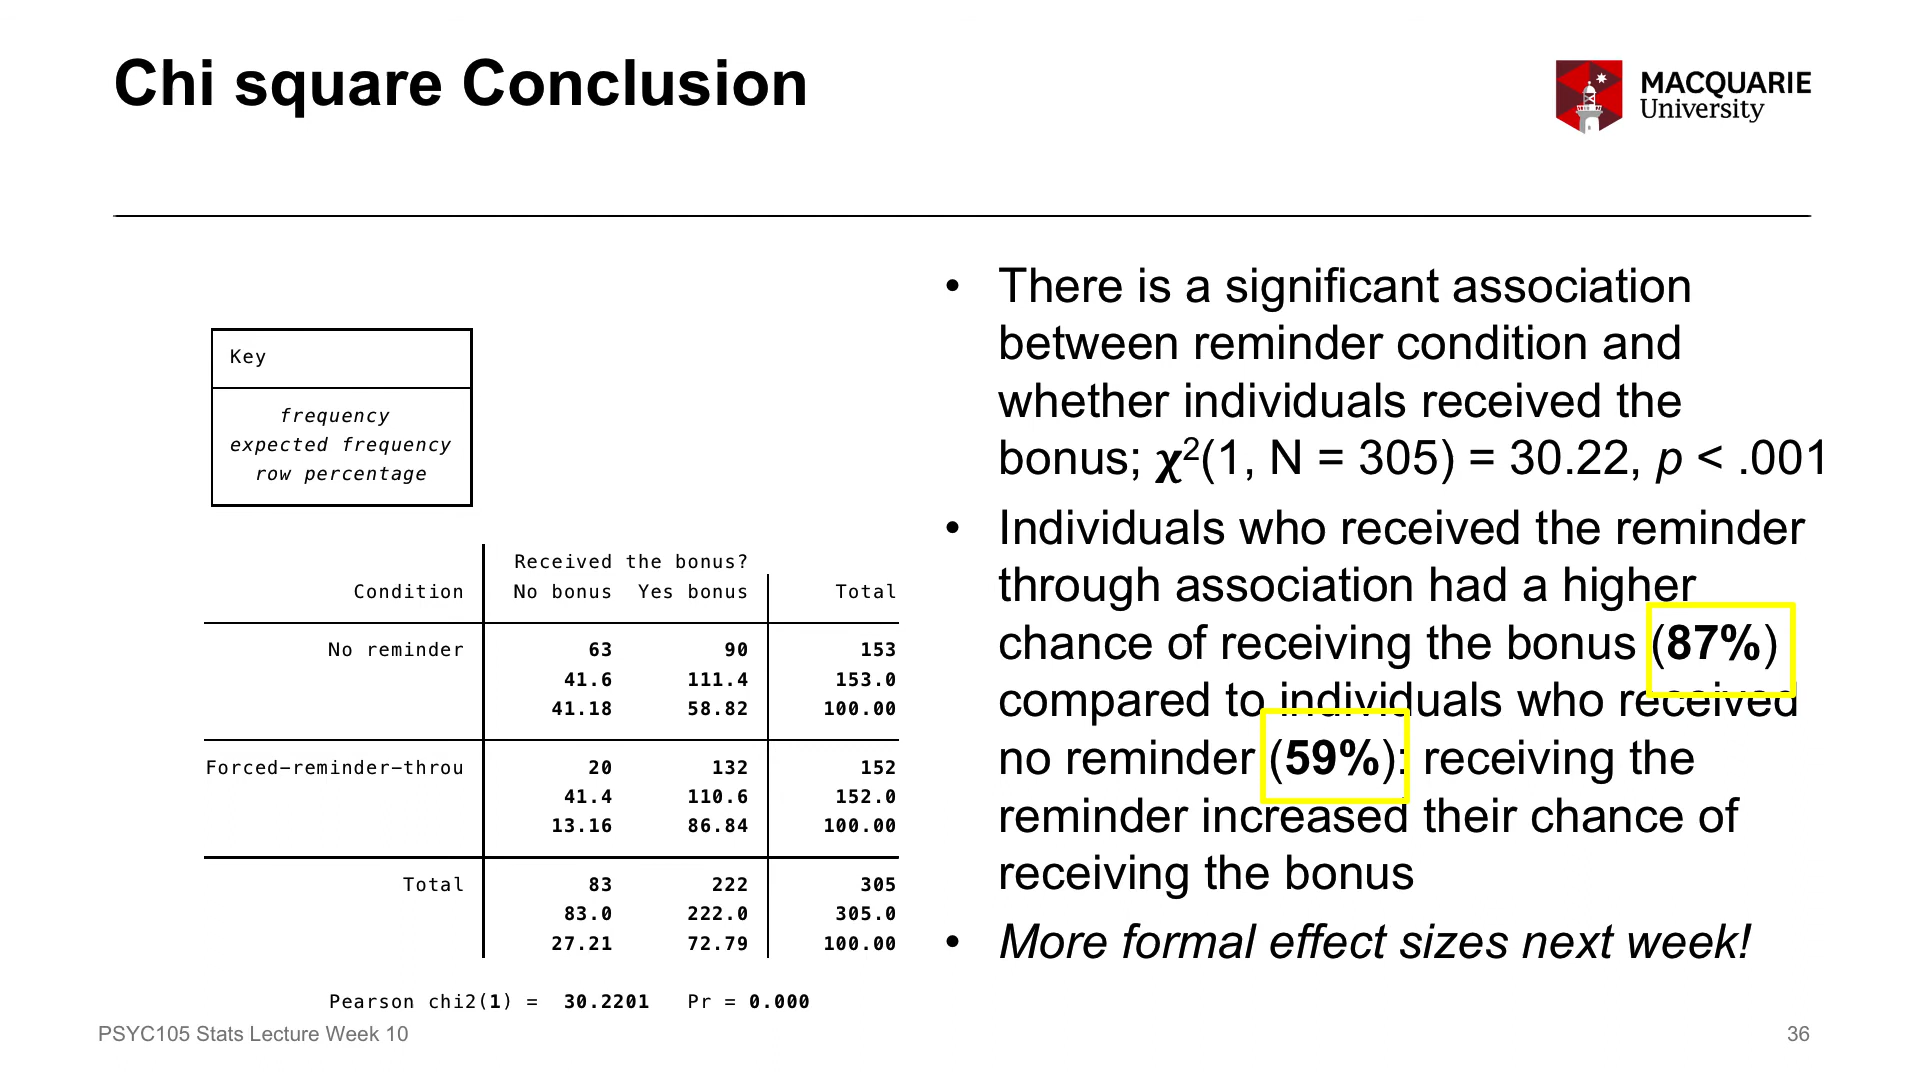 Chi square Conclusion
MACQUARIE
University
Key
frequency
expected frequency
row percentage
Received the bonus?
Condition No bonus Yes bonus Total
No reminder 63 90 153
41.6 111.4 153.0
41.18 58.82 100.00
Forced-reminder-throu 20 132 152
41.4 110.6 152.0
13.16 86.84 100.00
Total 83 222 305
83.0 222.0 305.0
27.21 72.79 100.00
Pearson chi2(1) = 30.2201 Pr = 0.000
• There is a significant association
between reminder condition and
whether individuals received the
bonus; χ²(1, N = 305) = 30.22, p < .001
• Individuals who received the reminder
through association had a higher
chance of receiving the bonus (87%)
compared to individuals who received
no reminder (59%): receiving the
reminder increased their chance of
receiving the bonus
• More formal effect sizes next week!
PSYC105 Stats Lecture Week 10
36